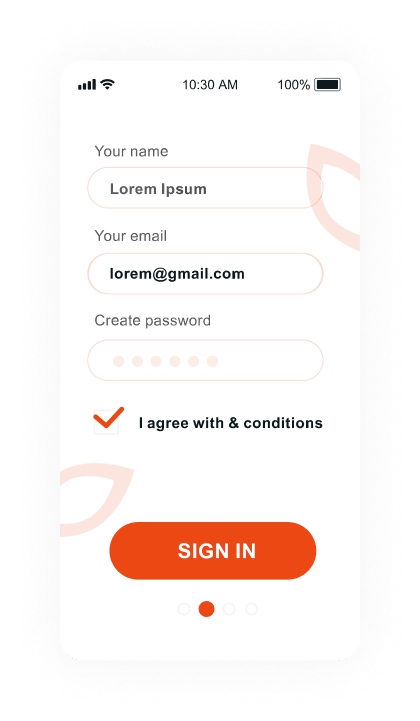 10:30 AM 100%
Your name
Lorem Ipsum
Your email
lorem@gmail.com
Create password
I agree with & conditions
SIGN IN